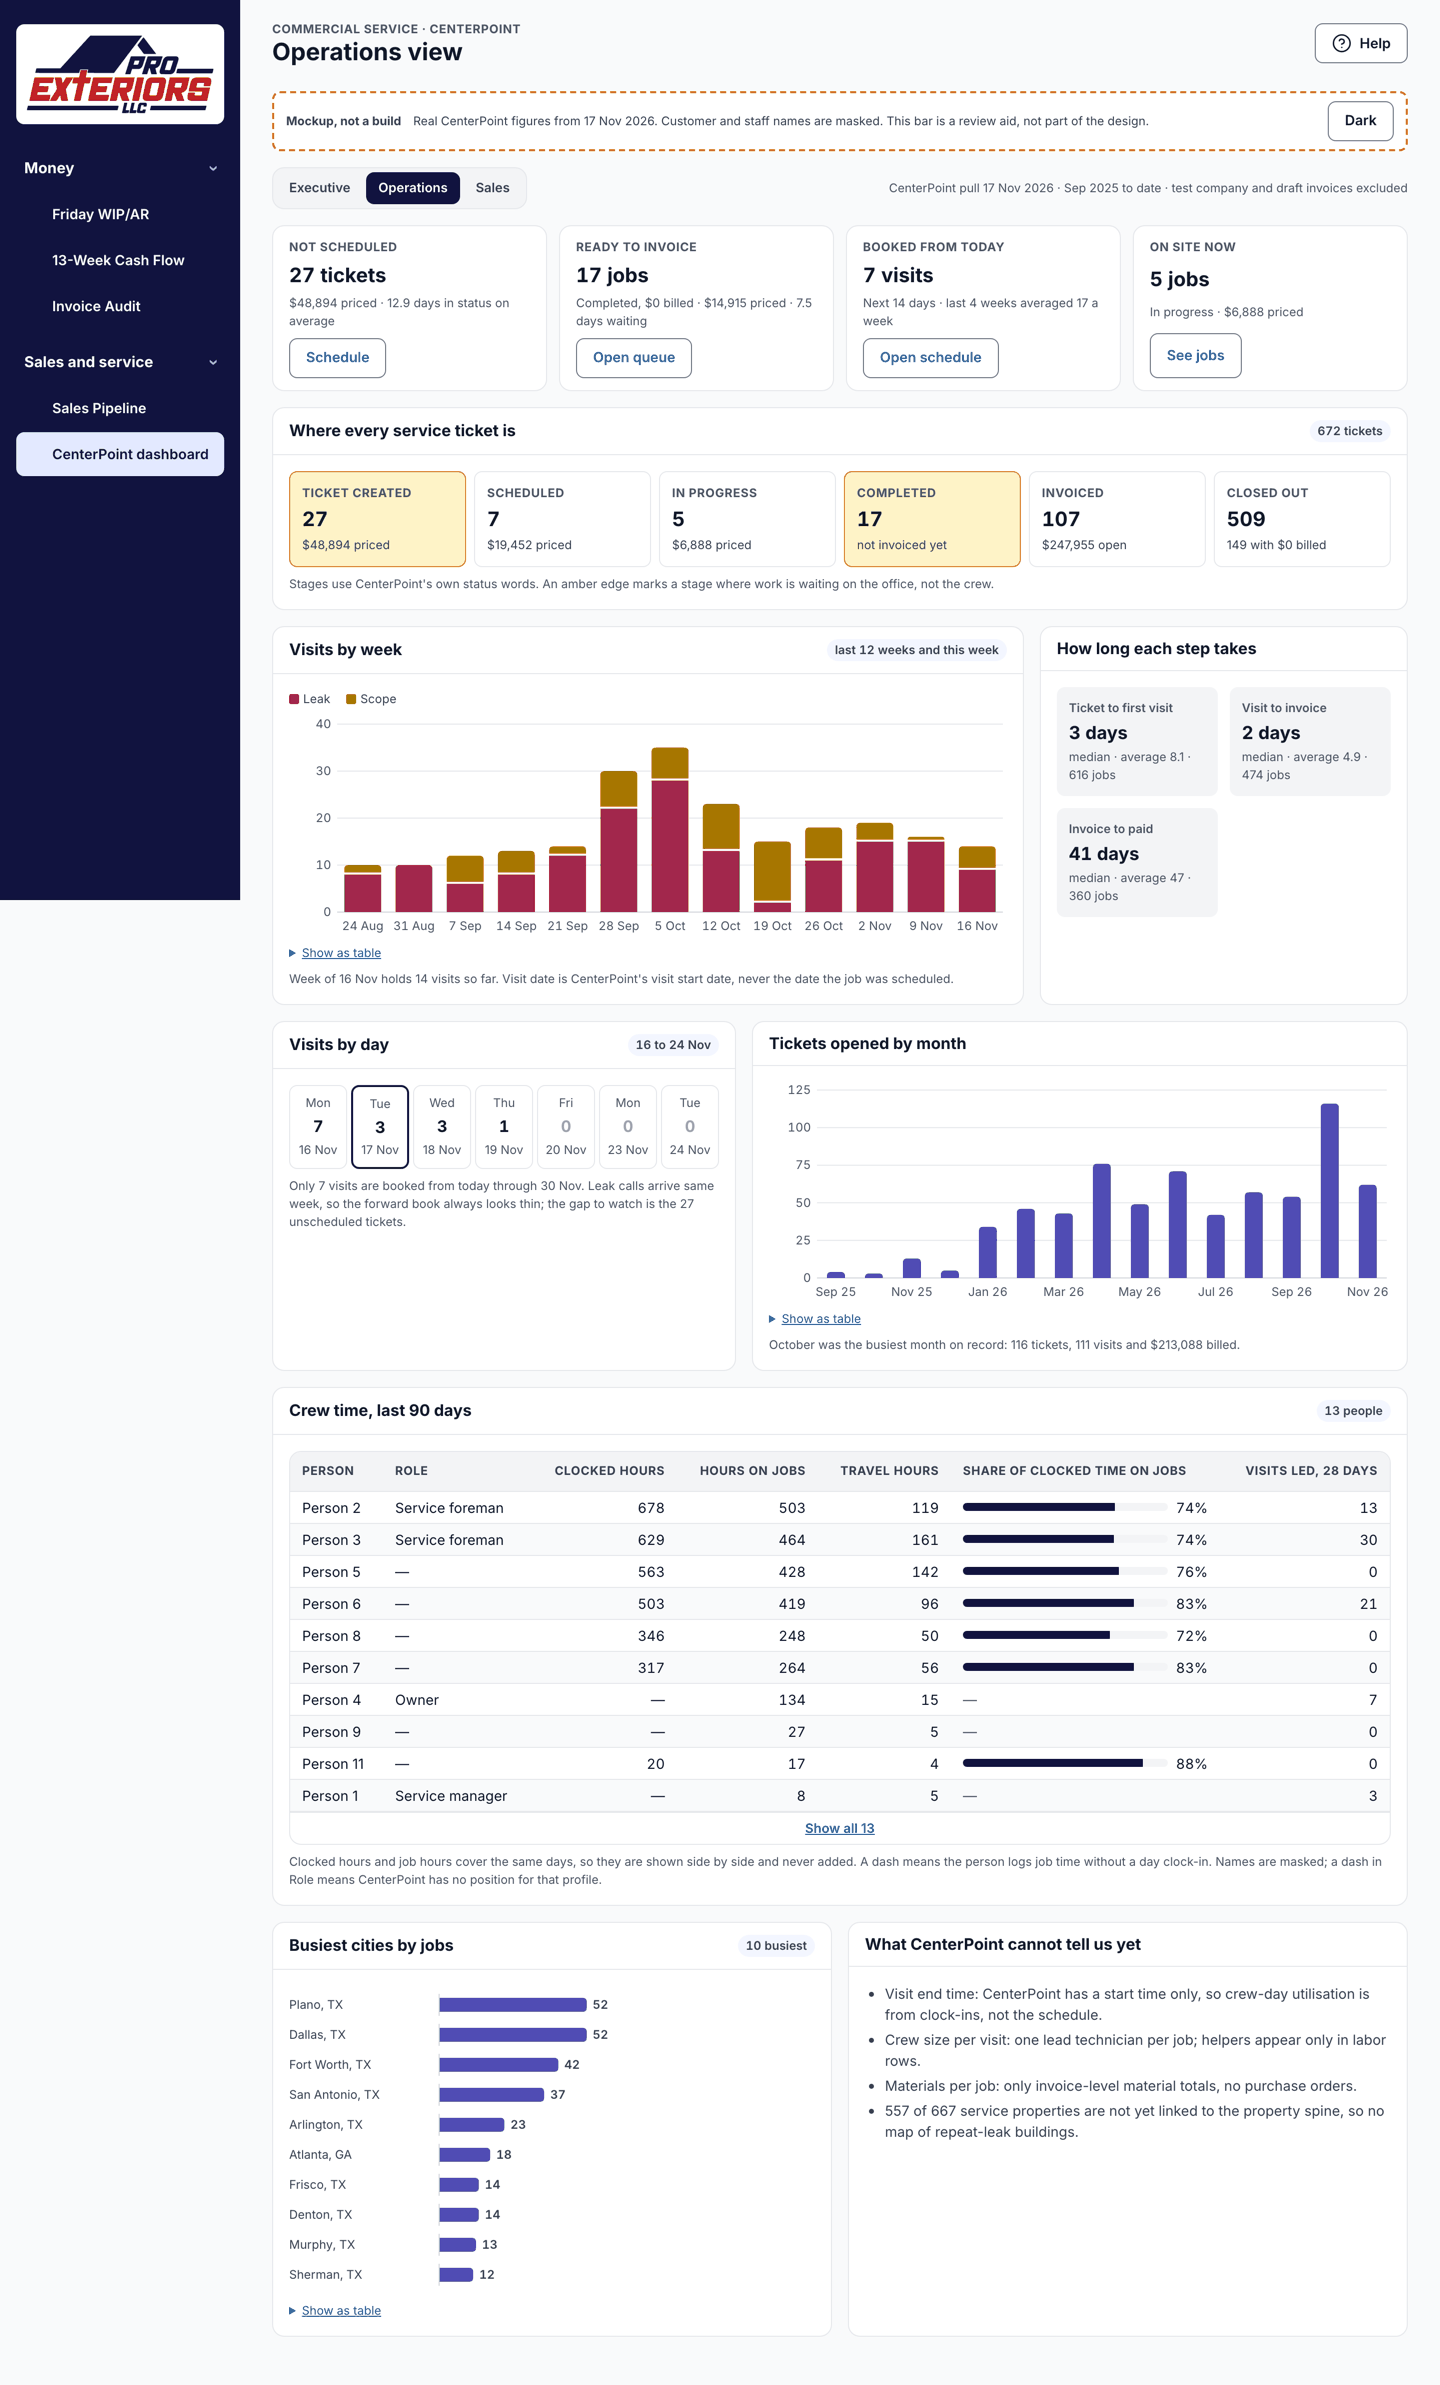 PRO
EXTERIORS
LLC
Money
Friday WIP/AR
13-Week Cash Flow
Invoice Audit
Sales and service
Sales Pipeline
CenterPoint dashboard
COMMERCIAL SERVICE · CENTERPOINT
Operations view
Help
Mockup, not a build Real CenterPoint figures from 17 Nov 2026. Customer and staff names are masked. This bar is a review aid, not part of the design.
Dark
Executive Operations Sales
CenterPoint pull 17 Nov 2026 · Sep 2025 to date · test company and draft invoices excluded
NOT SCHEDULED
27 tickets
$48,894 priced · 12.9 days in status on
average
Schedule
READY TO INVOICE
17 jobs
Completed, $0 billed · $14,915 priced · 7.5
days waiting
Open queue
BOOKED FROM TODAY
7 visits
Next 14 days · last 4 weeks averaged 17 a
week
Open schedule
ON SITE NOW
5 jobs
In progress · $6,888 priced
See jobs
Where every service ticket is
672 tickets
TICKET CREATED
27
$48,894 priced
SCHEDULED
7
$19,452 priced
IN PROGRESS
5
$6,888 priced
COMPLETED
17
not invoiced yet
INVOICED
107
$247,955 open
CLOSED OUT
509
149 with $0 billed
Stages use CenterPoint's own status words. An amber edge marks a stage where work is waiting on the office, not the crew.
Visits by week
last 12 weeks and this week
Leak Scope
40
30
20
10
0
24 Aug 31 Aug 7 Sep 14 Sep 21 Sep 28 Sep 5 Oct 12 Oct 19 Oct 26 Oct 2 Nov 9 Nov 16 Nov
Show as table
Week of 16 Nov holds 14 visits so far. Visit date is CenterPoint's visit start date, never the date the job was scheduled.
How long each step takes
Ticket to first visit
3 days
median · average 8.1 ·
616 jobs
Visit to invoice
2 days
median · average 4.9 ·
474 jobs
Invoice to paid
41 days
median · average 47 ·
360 jobs
Visits by day
16 to 24 Nov
Mon Tue Wed Thu Fri Mon Tue
7 3 3 1 0 0 0
16 Nov 17 Nov 18 Nov 19 Nov 20 Nov 23 Nov 24 Nov
Only 7 visits are booked from today through 30 Nov. Leak calls arrive same
week, so the forward book always looks thin; the gap to watch is the 27
unscheduled tickets.
Tickets opened by month
125
100
75
50
25
0
Sep 25 Nov 25 Jan 26 Mar 26 May 26 Jul 26 Sep 26 Nov 26
Show as table
October was the busiest month on record: 116 tickets, 111 visits and $213,088 billed.
Crew time, last 90 days
13 people
PERSON ROLE CLOCKED HOURS HOURS ON JOBS TRAVEL HOURS SHARE OF CLOCKED TIME ON JOBS VISITS LED, 28 DAYS
Person 2 Service foreman 678 503 119 74% 13
Person 3 Service foreman 629 464 161 74% 30
Person 5 — 563 428 142 76% 0
Person 6 — 503 419 96 83% 21
Person 8 — 346 248 50 72% 0
Person 7 — 317 264 56 83% 0
Person 4 Owner — 134 15 — 7
Person 9 — — 27 5 — 0
Person 11 — 20 17 4 88% 0
Person 1 Service manager — 8 5 — 3
Show all 13
Clocked hours and job hours cover the same days, so they are shown side by side and never added. A dash means the person logs job time without a day clock-in. Names are masked; a dash in
Role means CenterPoint has no position for that profile.
Busiest cities by jobs
10 busiest
Plano, TX 52
Dallas, TX 52
Fort Worth, TX 42
San Antonio, TX 37
Arlington, TX 23
Atlanta, GA 18
Frisco, TX 14
Denton, TX 14
Murphy, TX 13
Sherman, TX 12
Show as table
What CenterPoint cannot tell us yet
• Visit end time: CenterPoint has a start time only, so crew-day utilisation is
from clock-ins, not the schedule.
• Crew size per visit: one lead technician per job; helpers appear only in labor
rows.
• Materials per job: only invoice-level material totals, no purchase orders.
• 557 of 667 service properties are not yet linked to the property spine, so no
map of repeat-leak buildings.